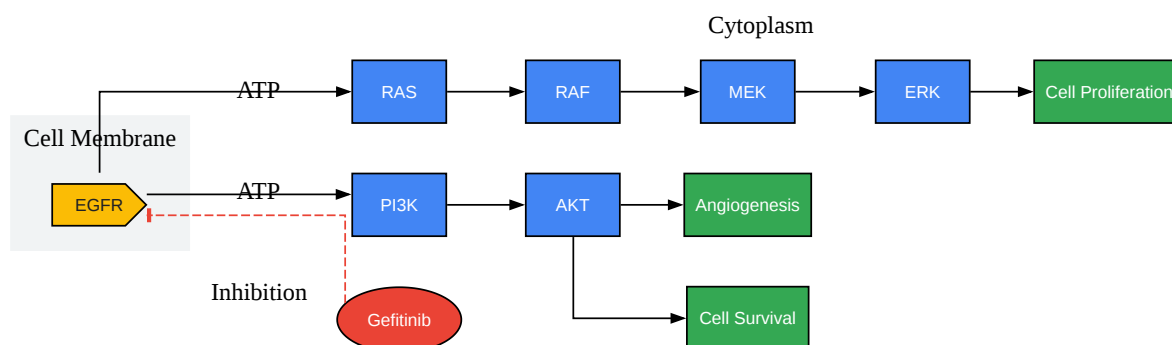 Cytoplasm
ATP
RAS
RAF
MEK
ERK
Cell Proliferation
Cell Membrane
EGFR
ATP
PI3K
AKT
Angiogenesis
Inhibition
Gefitinib
Cell Survival